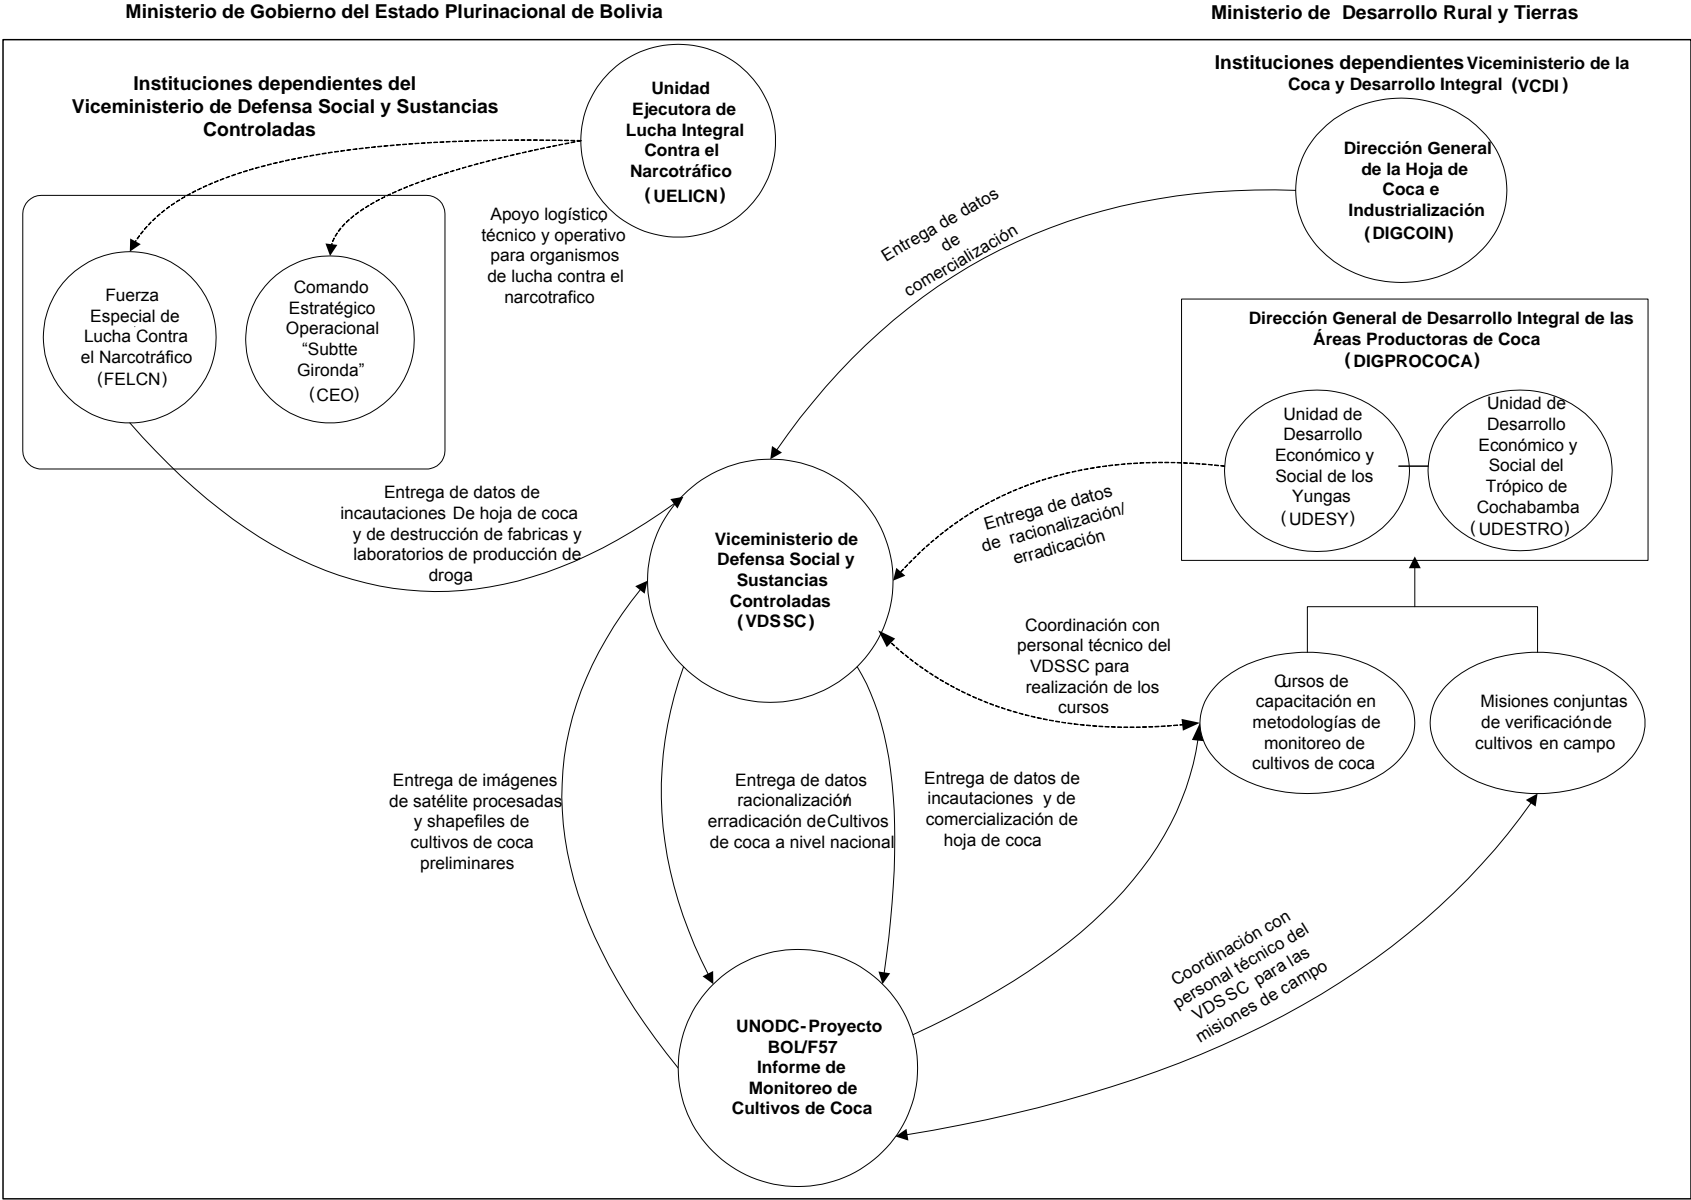 Ministerio de Gobierno del Estado Plurinacional de Bolivia
Ministerio de Desarrollo Rural y Tierras
Instituciones dependientes del
Viceministerio de Defensa Social y Sustancias
Controladas
Unidad
Ejecutora de
Lucha Integral
Contra el
Narcotráfico
(UELICN)
Instituciones dependientes Viceministerio de la
Coca y Desarrollo Integral (VCDI)
Dirección General
de la Hoja de
Coca e
Industrialización
(DIGCOIN)
Apoyo logístico,
técnico y operativo
para organismos
de lucha contra el
narcotrafico
Entrega de datos
de
comercialización
Fuerza
Especial de
Lucha Contra
el Narcotráfico
(FELCN)
Comando
Estratégico
Operacional
“Subtte
Gironda”
(CEO)
Dirección General de Desarrollo Integral de las
Áreas Productoras de Coca
(DIGPROCOCA)
Unidad de
Desarrollo
Económico y
Social de los
Yungas
(UDESY)
Unidad de
Desarrollo
Económico y
Social del
Trópico de
Cochabamba
(UDESTRO)
Entrega de datos de
incautaciones De hoja de coca
y de destrucción de fabricas y
laboratorios de producción de
droga
Entrega de datos
de racionalización/
erradicación
Viceministerio de
Defensa Social y
Sustancias
Controladas
(VDSSC)
Coordinación con
personal técnico del
VDSSC para
realización de los
cursos
Cursos de
capacitación en
metodologías de
monitoreo de
cultivos de coca
Misiones conjuntas
de verificación de
cultivos en campo
Entrega de imágenes
de satélite procesadas
y shapefiles de
cultivos de coca
preliminares
Entrega de datos
racionalización/
erradicación de Cultivos
de coca a nivel nacional
Entrega de datos de
incautaciones y de
comercialización de
hoja de coca
Coordinación con
personal técnico del
VDSSC para las
misiones de campo
UNODC-Proyecto
BOL/F57
Informe de
Monitoreo de
Cultivos de Coca